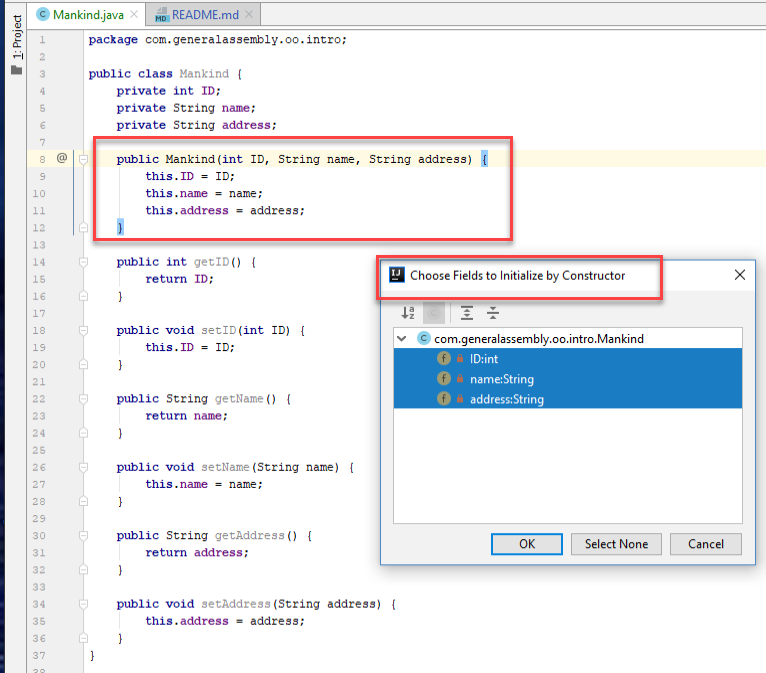 Mankind.java
README.md
1: Project
1 package com.generalassembly.oo.intro;
2
3 public class Mankind {
4 private int ID;
5 private String name;
6 private String address;
7
8 @ public Mankind(int ID, String name, String address) {
9 this.ID = ID;
10 this.name = name;
11 this.address = address;
12 }
13
14 public int getID() {
15 return ID;
16 }
17
18 public void setID(int ID) {
19 this.ID = ID;
20 }
21
22 public String getName() {
23 return name;
24 }
25
26 public void setName(String name) {
27 this.name = name;
28 }
29
30 public String getAddress() {
31 return address;
32 }
33
34 public void setAddress(String address) {
35 this.address = address;
36 }
37 }
38
Choose Fields to Initialize by Constructor
com.generalassembly.oo.intro.Mankind
ID:int
name:String
address:String
OK Select None Cancel